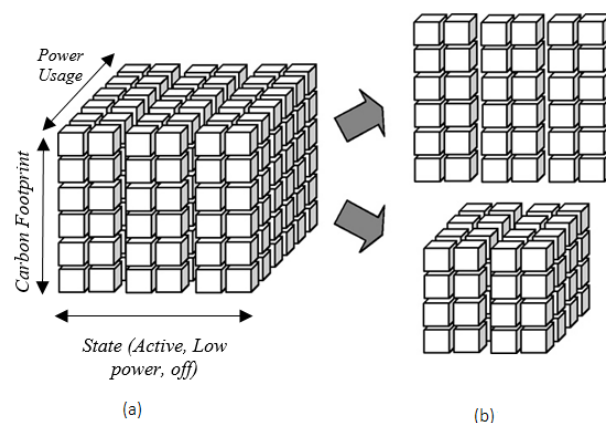 Power
Usage
Carbon Footprint
State (Active, Low
power, off)
(a)
(b)